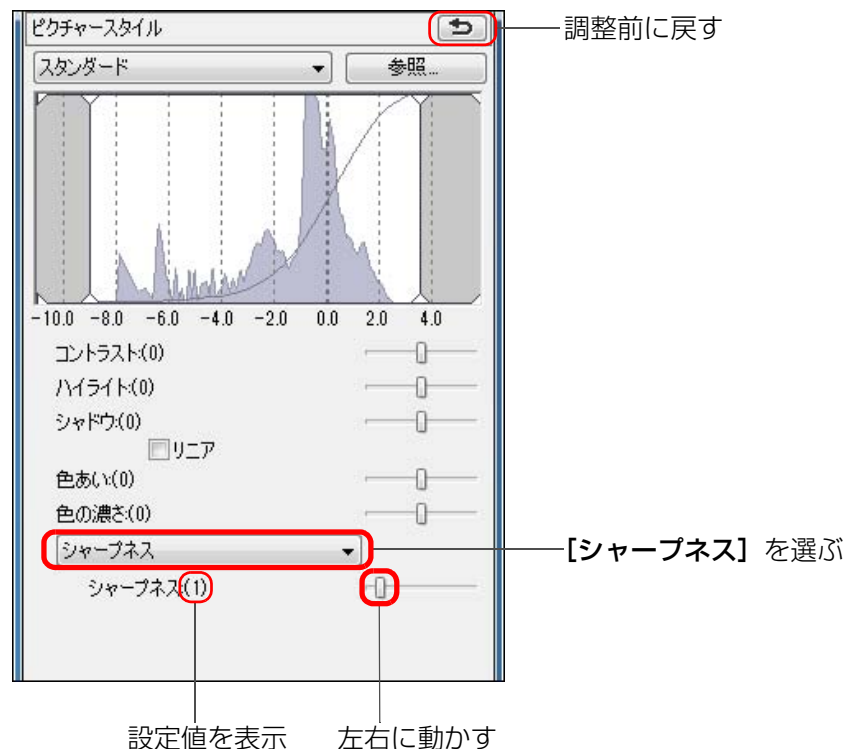 ピクチャースタイル
調整前に戻す
スタンダード
参照...
-10.0 -8.0 -6.0 -4.0 -2.0 0.0 2.0 4.0
コントラスト:(0)
ハイライト:(0)
シャドウ:(0)
リニア
色あい:(0)
色の濃さ:(0)
シャープネス
[シャープネス] を選ぶ
シャープネス:(1)
設定値を表示
左右に動かす